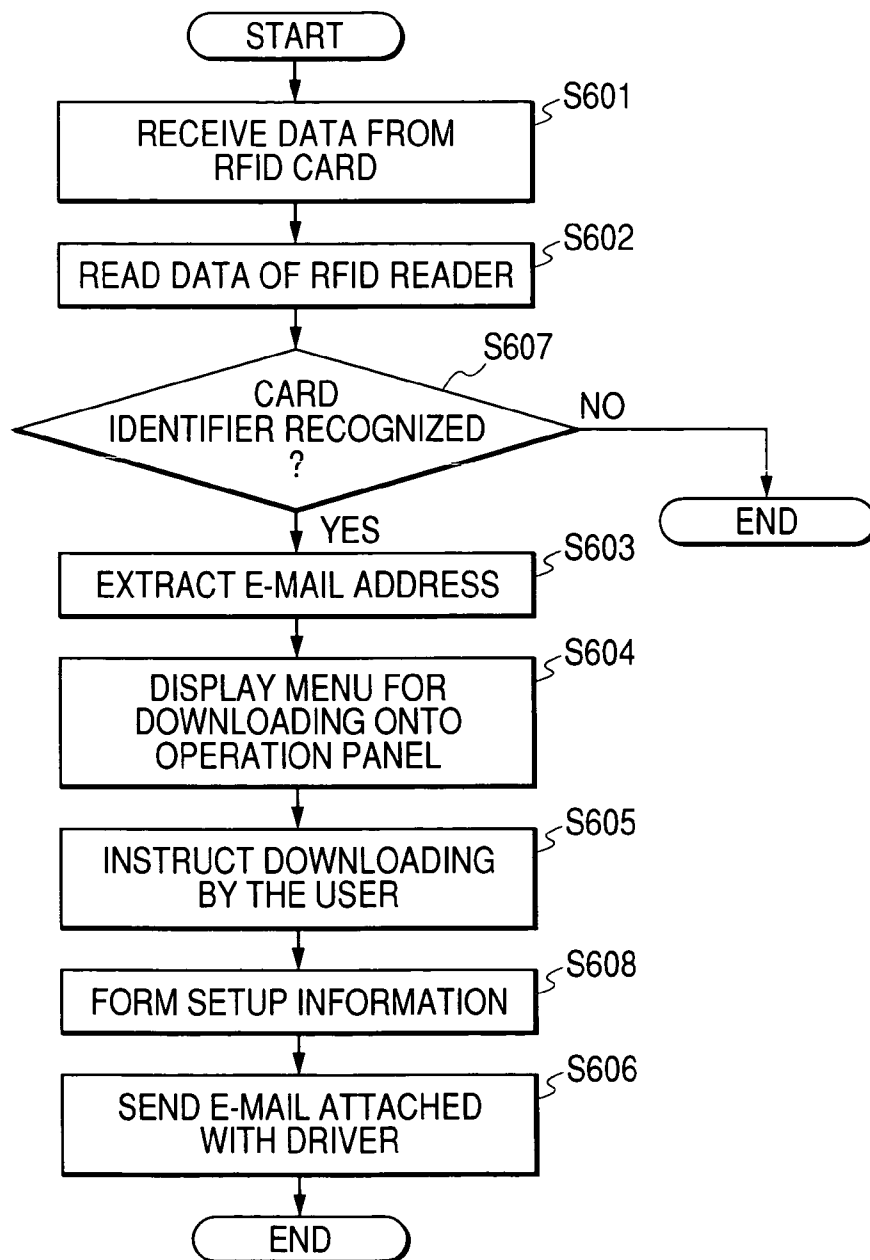 START
S601
RECEIVE DATA FROM
RFID CARD
S602
READ DATA OF RFID READER
S607
CARD
IDENTIFIER RECOGNIZED
?
NO
END
YES
S603
EXTRACT E-MAIL ADDRESS
S604
DISPLAY MENU FOR
DOWNLOADING ONTO
OPERATION PANEL
S605
INSTRUCT DOWNLOADING
BY THE USER
S608
FORM SETUP INFORMATION
S606
SEND E-MAIL ATTACHED
WITH DRIVER
END